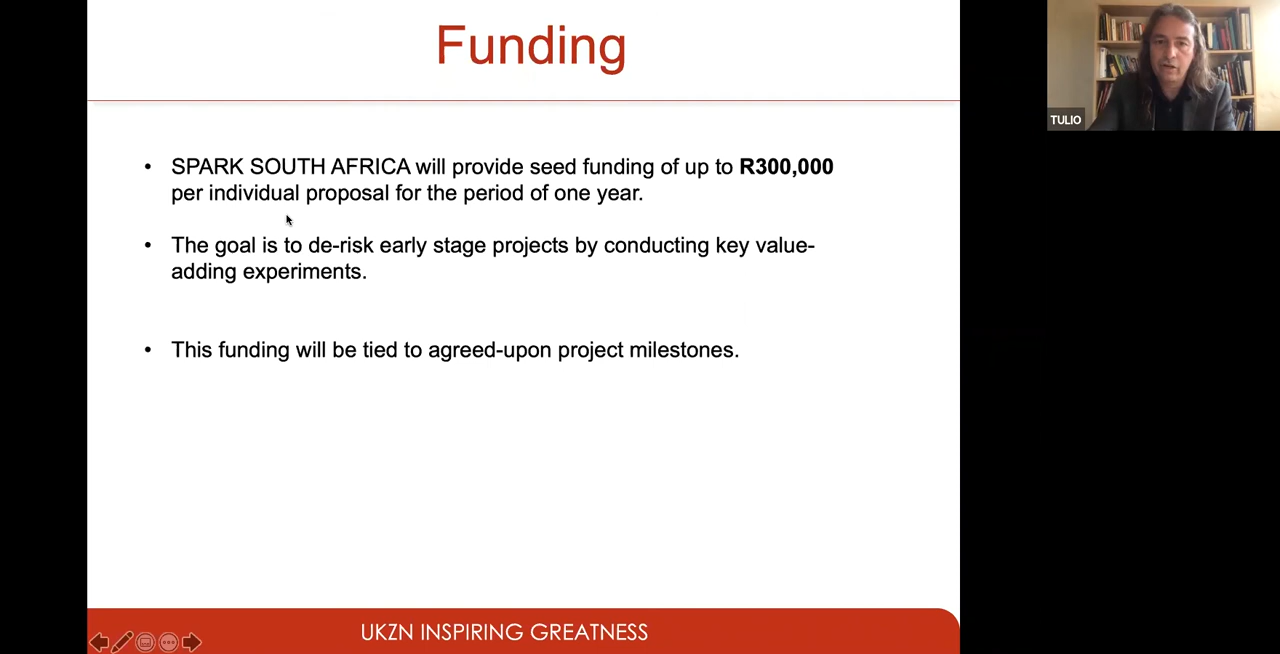 Funding
• SPARK SOUTH AFRICA will provide seed funding of up to R300,000
per individual proposal for the period of one year.
• The goal is to de-risk early stage projects by conducting key value-
adding experiments.
• This funding will be tied to agreed-upon project milestones.
UKZN INSPIRING GREATNESS
TULIO